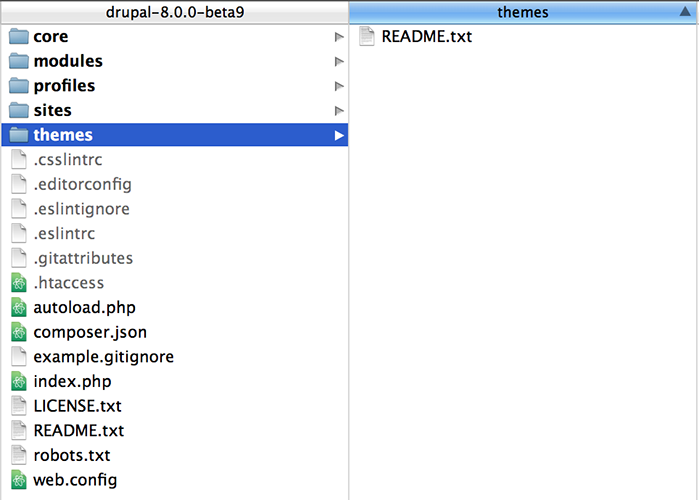 drupal-8.0.0-beta9
core
modules
profiles
sites
themes
.csslintrc
.editorconfig
.eslintignore
.eslintrc
.gitattributes
.htaccess
autoload.php
composer.json
example.gitignore
index.php
LICENSE.txt
README.txt
robots.txt
web.config
themes
README.txt